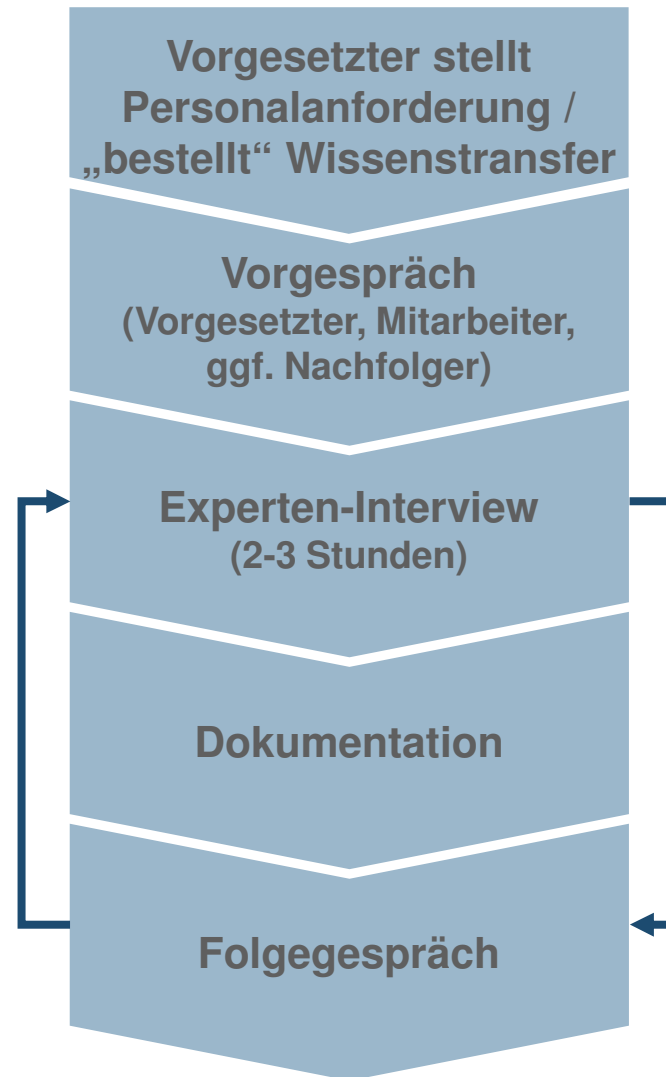 Vorgesetzter stellt
Personalanforderung /
„bestellt“ Wissenstransfer
Vorgespräch
(Vorgesetzter, Mitarbeiter,
ggf. Nachfolger)
Experten-Interview
(2-3 Stunden)
Dokumentation
Folgegespräch